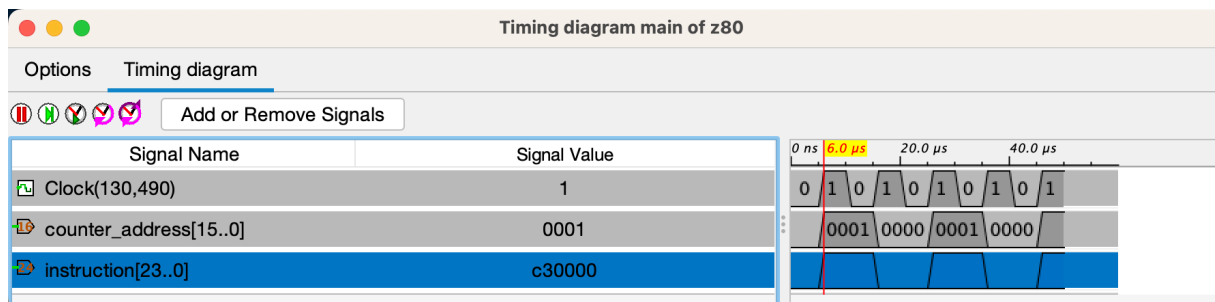 Timing diagram main of z80
Options Timing diagram
Add or Remove Signals
Signal Name Signal Value 0 ns 6.0 µs 20.0 µs 40.0 µs
Clock(130,490) 1 0 1 0 1 0 1 0 1 0 1
16 counter_address[15..0] 0001 0001 0000 0001 0000
instruction[23..0] c30000